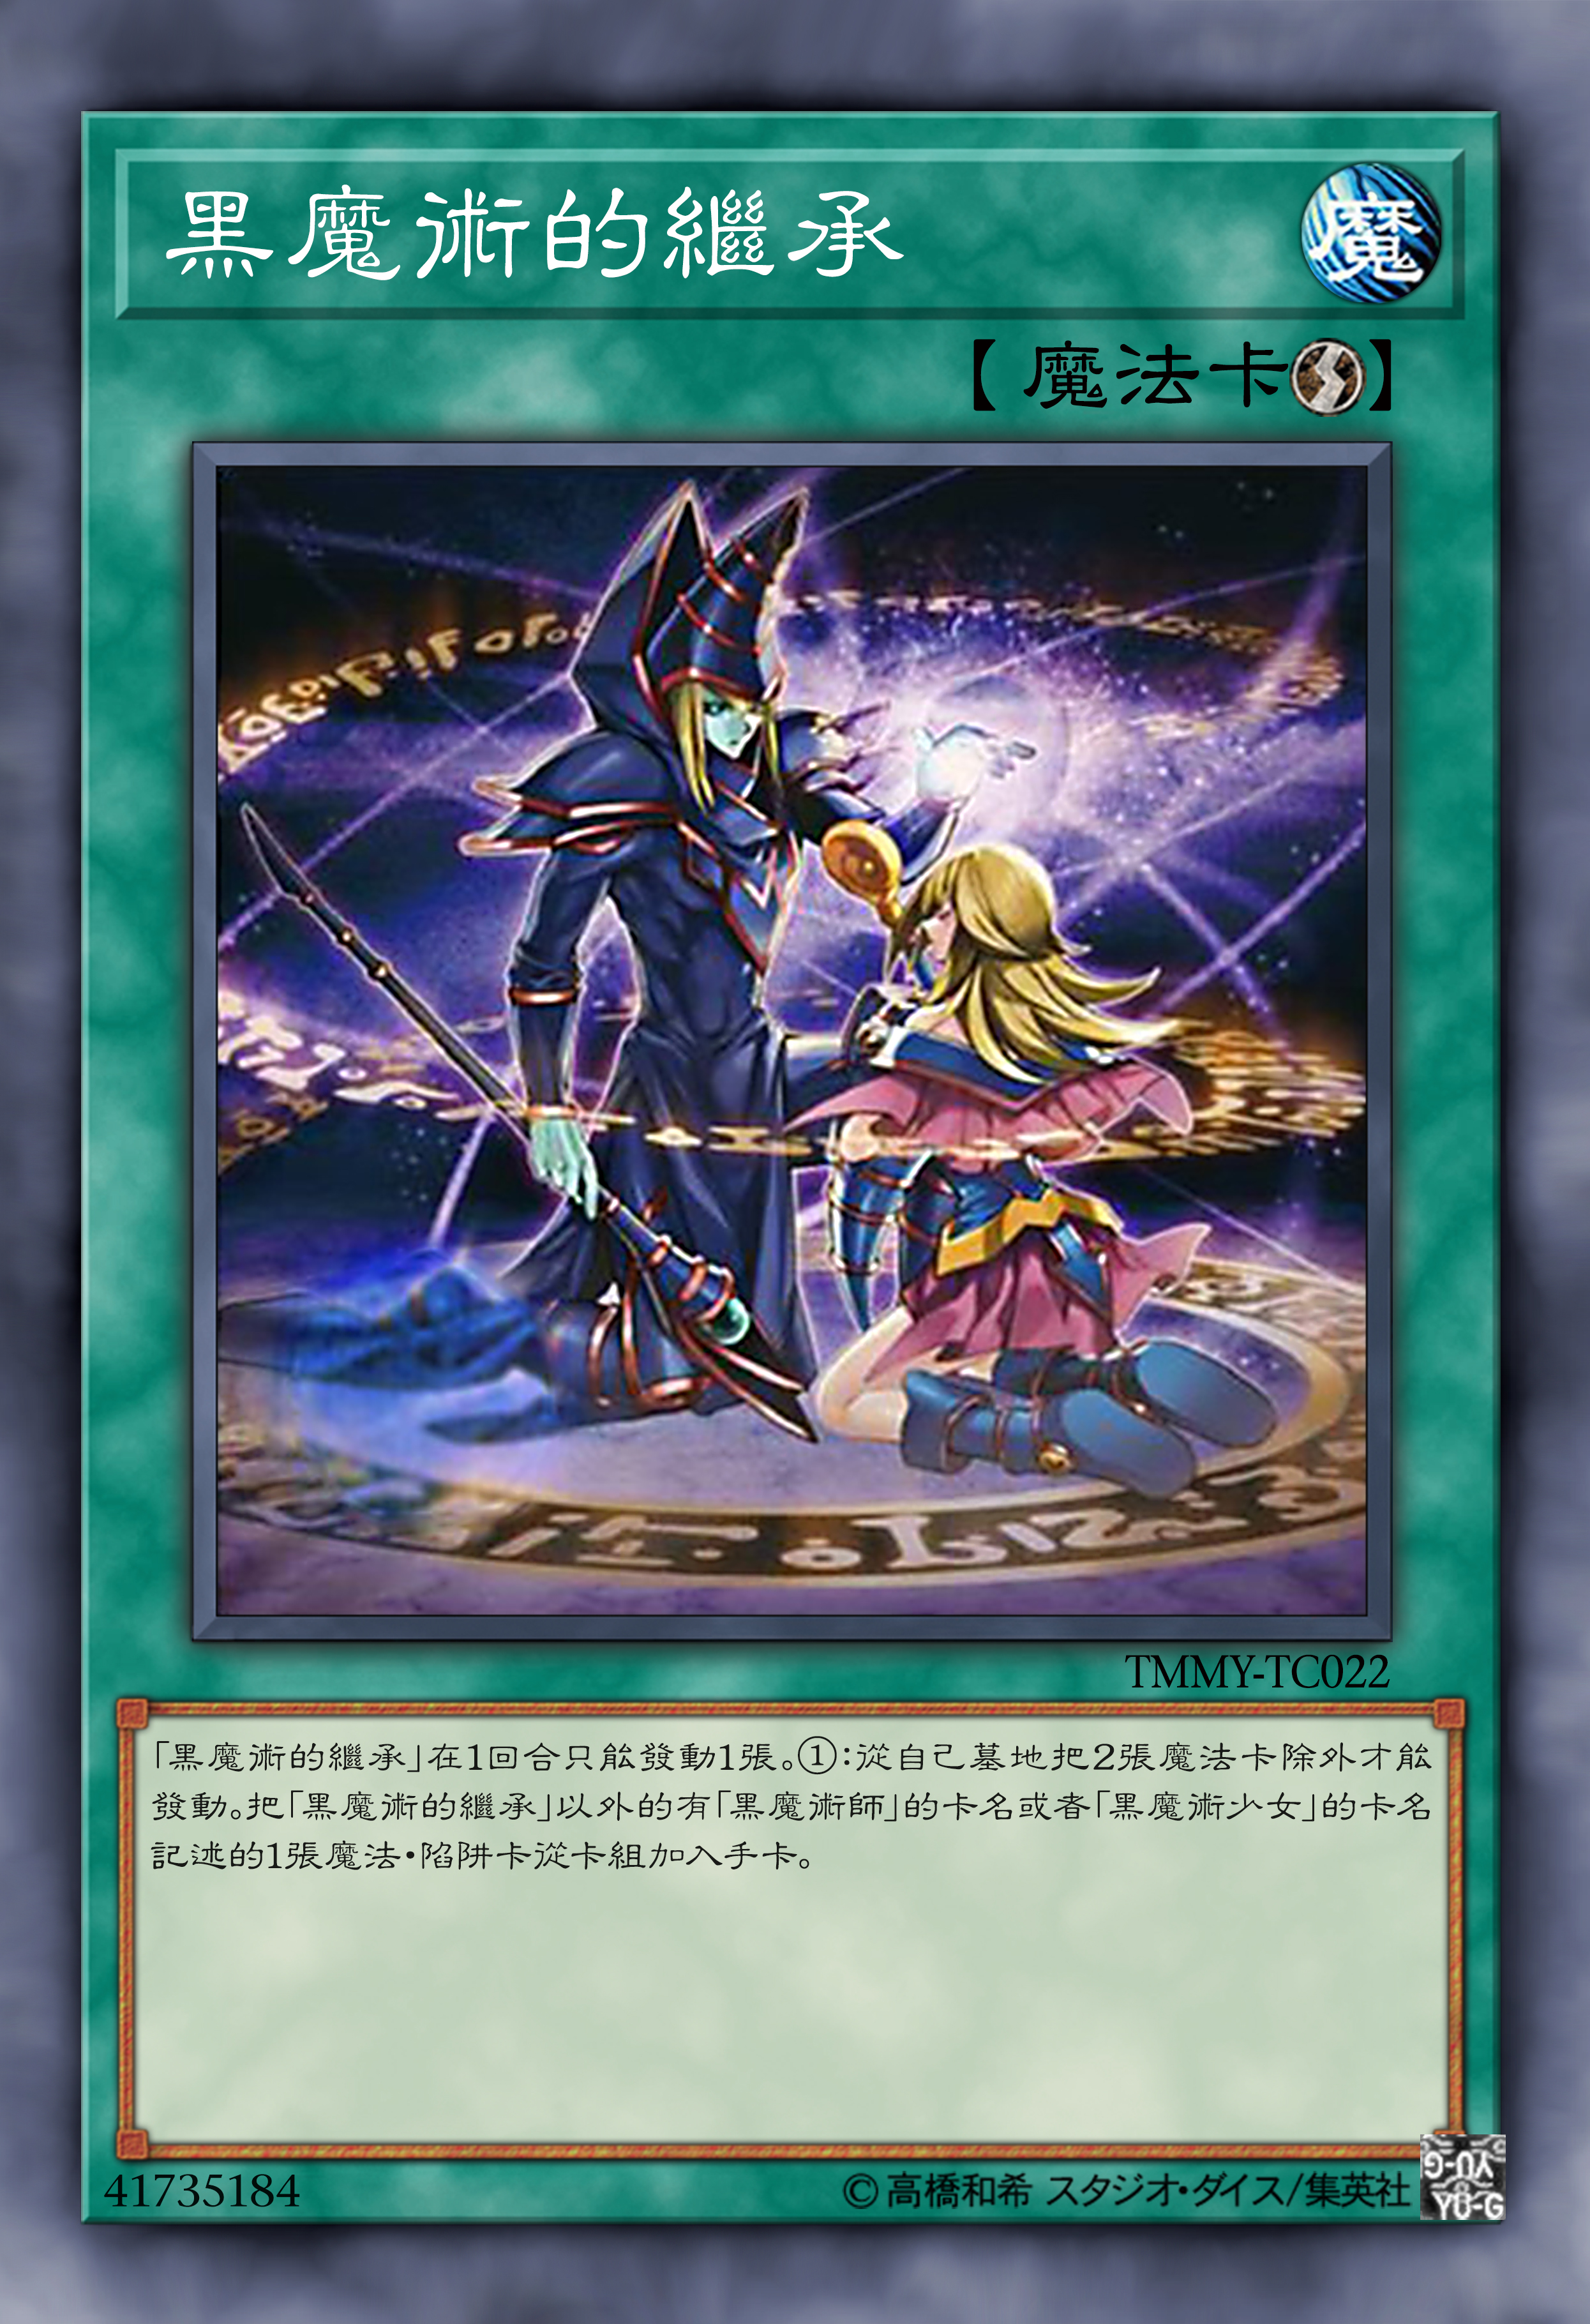 黑魔術的繼承
魔
【魔法卡】
TMMY-TC022
「黑魔術的繼承」在1回合只能發動1張。①:從自己墓地把2張魔法卡除外才能
發動。把「黑魔術的繼承」以外的有「黑魔術師」的卡名或者「黑魔術少女」的卡名
記述的1張魔法・陷阱卡從卡組加入手卡。
41735184
©高橋和希 スタジオ・ダイス/集英社
YU-G
YU-G